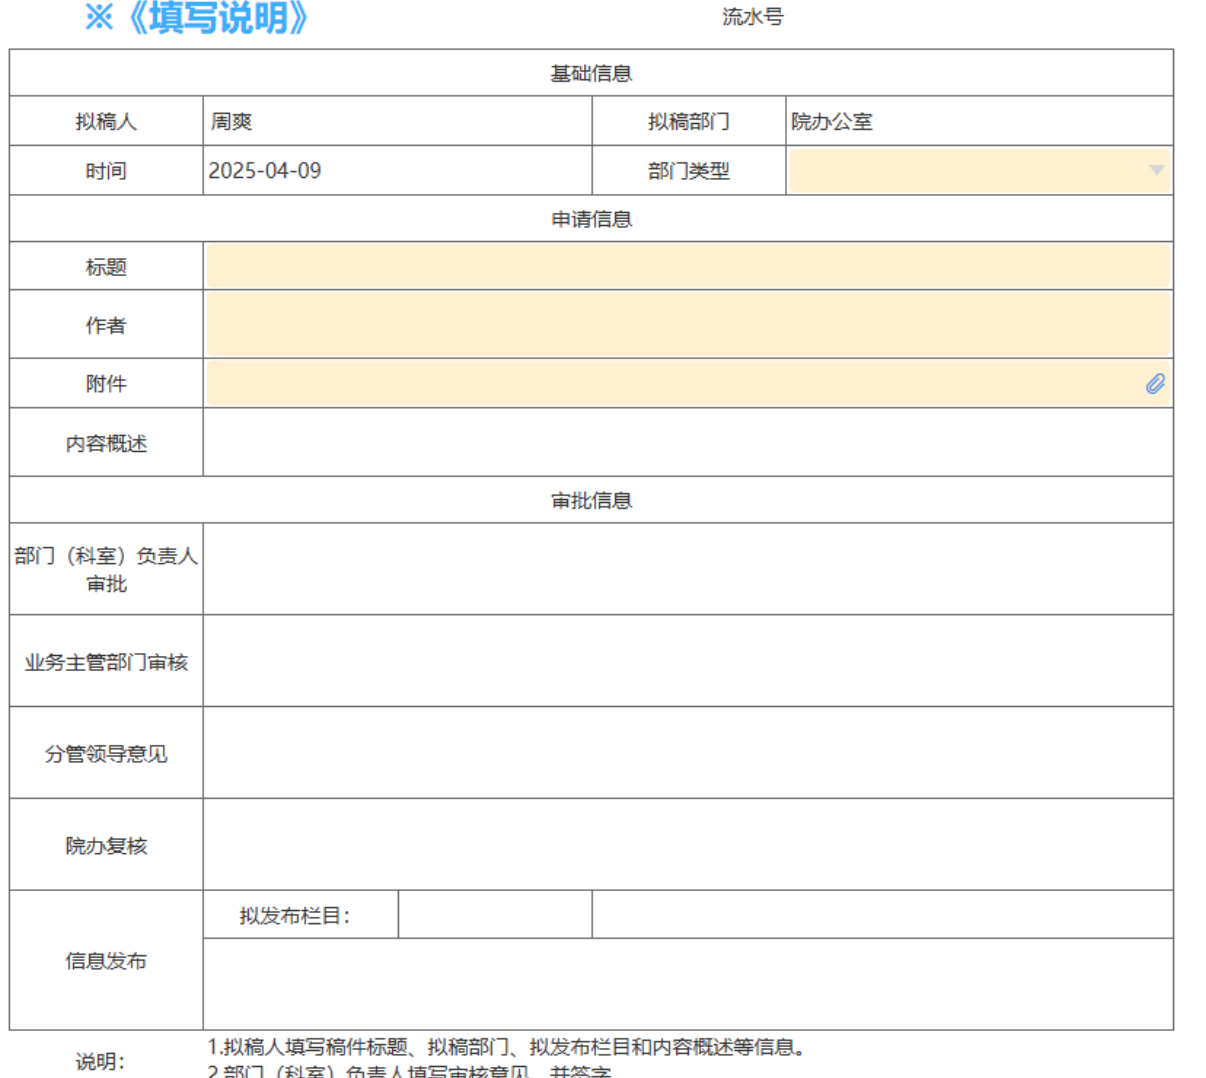 ※《填写说明》 流水号
基础信息
拟稿人 周爽 拟稿部门 院办公室
时间 2025-04-09 部门类型
申请信息
标题
作者
附件
内容概述
审批信息
部门（科室）负责人
审批
业务主管部门审核
分管领导意见
院办复核
拟发布栏目：
信息发布
1.拟稿人填写稿件标题、拟稿部门、拟发布栏目和内容概述等信息。
说明：
2.部门（科室）负责人填写审核意见，并签字